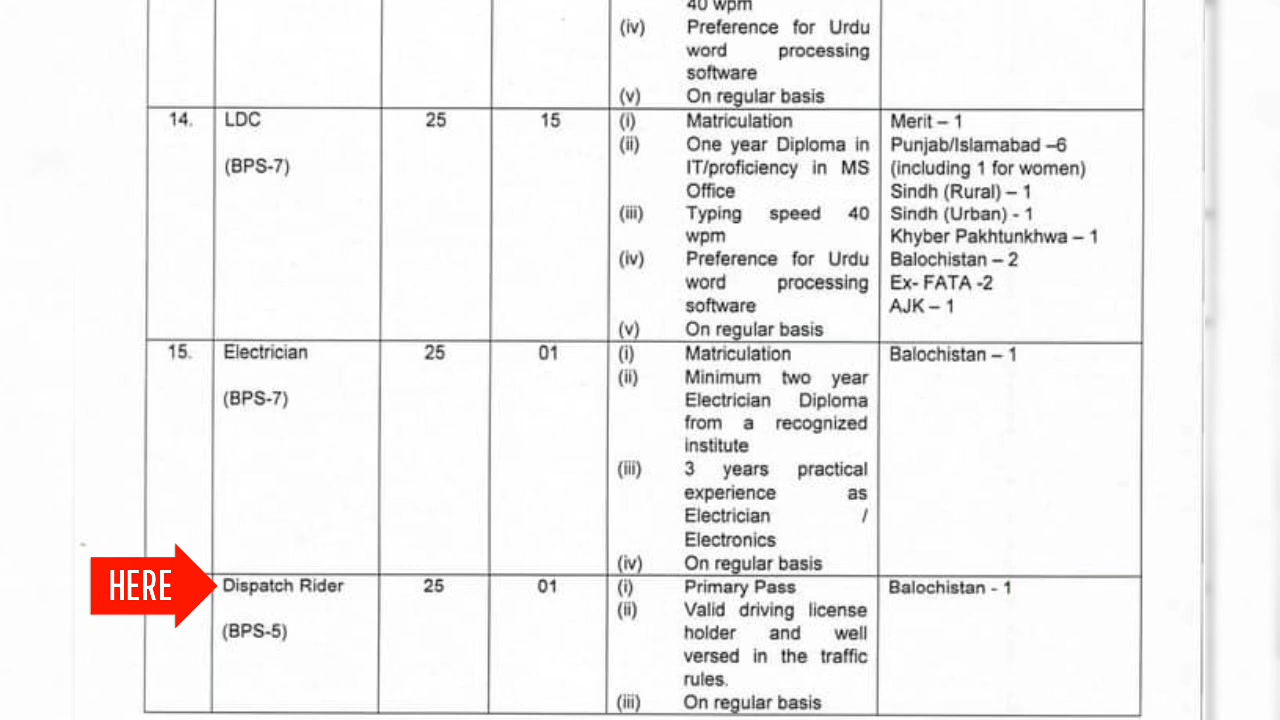 40 wpm
(iv) Preference for Urdu
word processing
software
(v) On regular basis
14. LDC 25 15 (i) Matriculation Merit – 1
(ii) One year Diploma in Punjab/Islamabad –6
(BPS-7) IT/proficiency in MS (including 1 for women)
Office Sindh (Rural) – 1
(iii) Typing speed 40 Sindh (Urban) - 1
wpm Khyber Pakhtunkhwa – 1
(iv) Preference for Urdu Balochistan – 2
word processing Ex- FATA -2
software AJK – 1
(v) On regular basis
15. Electrician 25 01 (i) Matriculation Balochistan – 1
(ii) Minimum two year
(BPS-7) Electrician Diploma
from a recognized
institute
(iii) 3 years practical
experience as
Electrician /
Electronics
(iv) On regular basis
HERE Dispatch Rider 25 01 (i) Primary Pass Balochistan - 1
(ii) Valid driving license
(BPS-5) holder and well
versed in the traffic
rules.
(iii) On regular basis